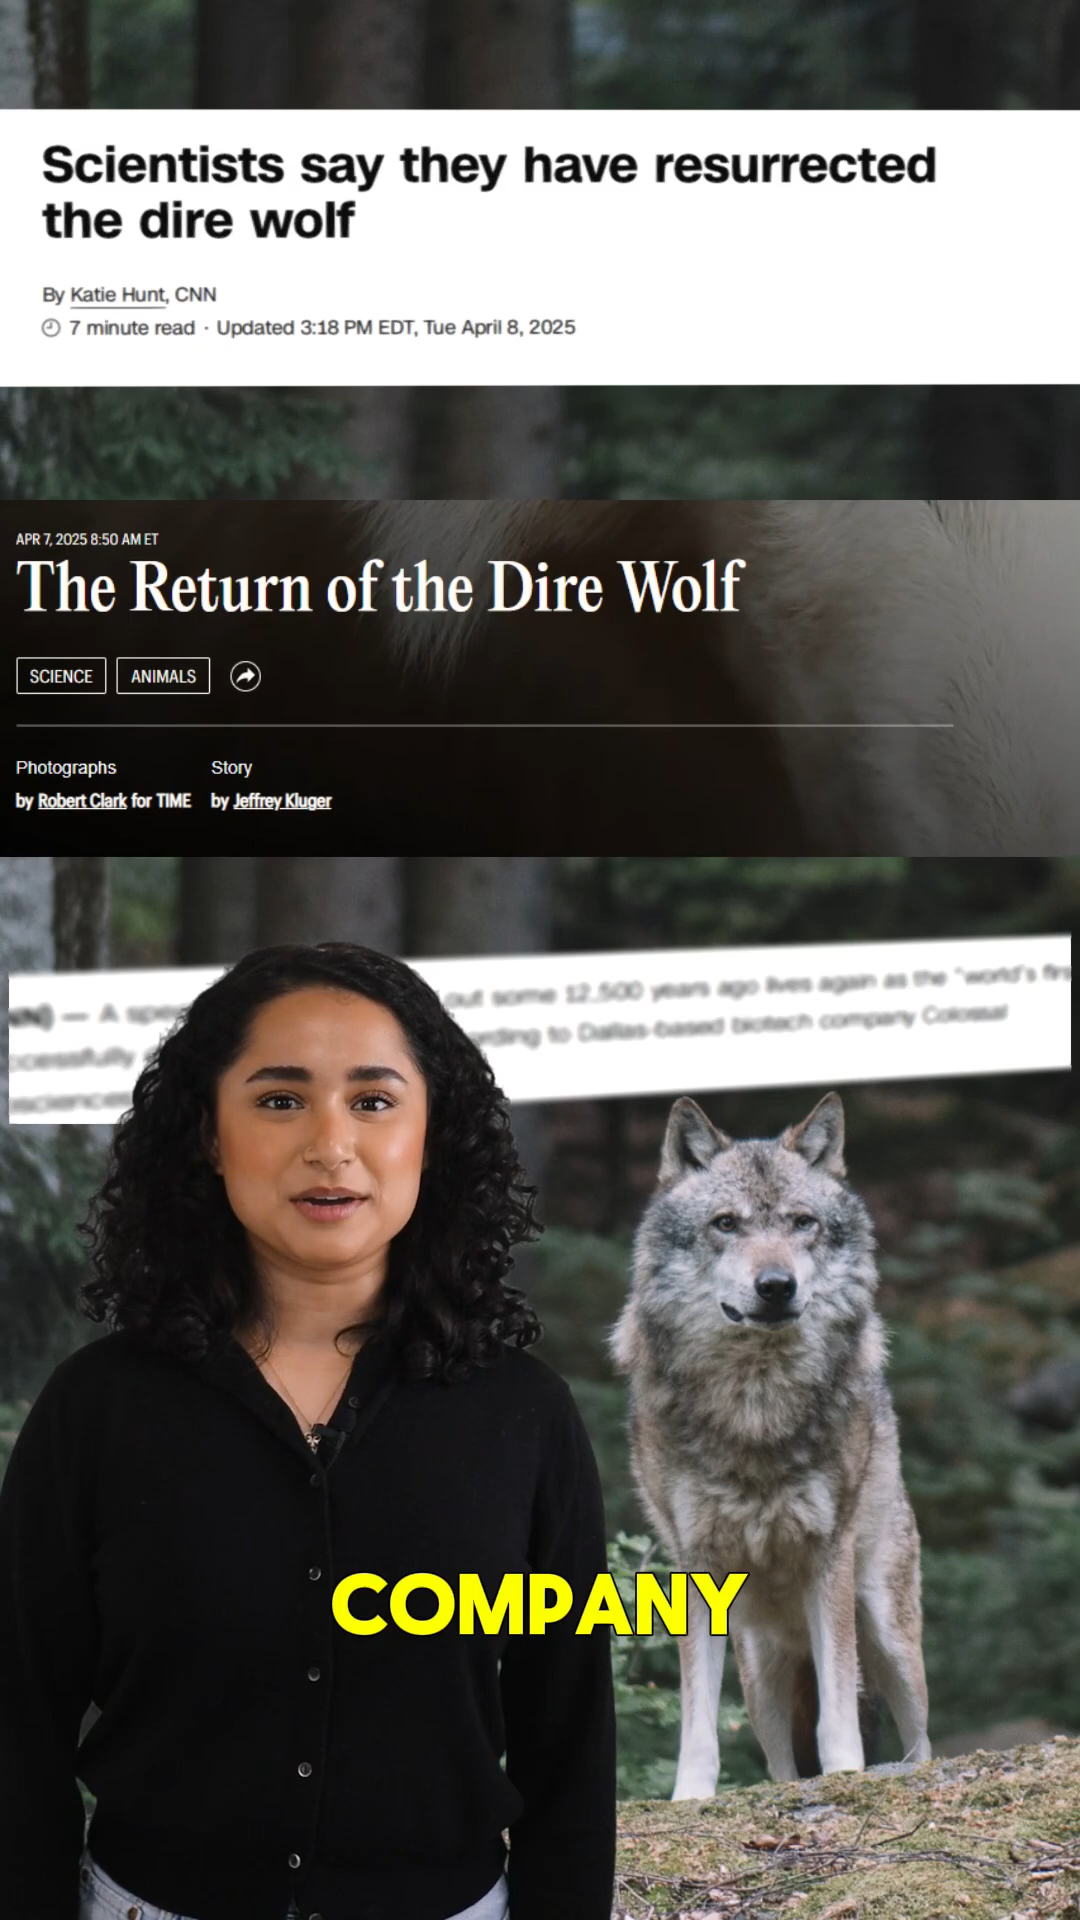 Scientists say they have resurrected
the dire wolf
By Katie Hunt, CNN
7 minute read · Updated 3:18 PM EDT, Tue April 8, 2025
APR 7, 2025 8:50 AM ET
The Return of the Dire Wolf
SCIENCE ANIMALS
Photographs Story
by Robert Clark for TIME by Jeffrey Kluger
— A out some 12,500 years ago lives again as the "world's
to Dallas-based biotech company Colossal
COMPANY